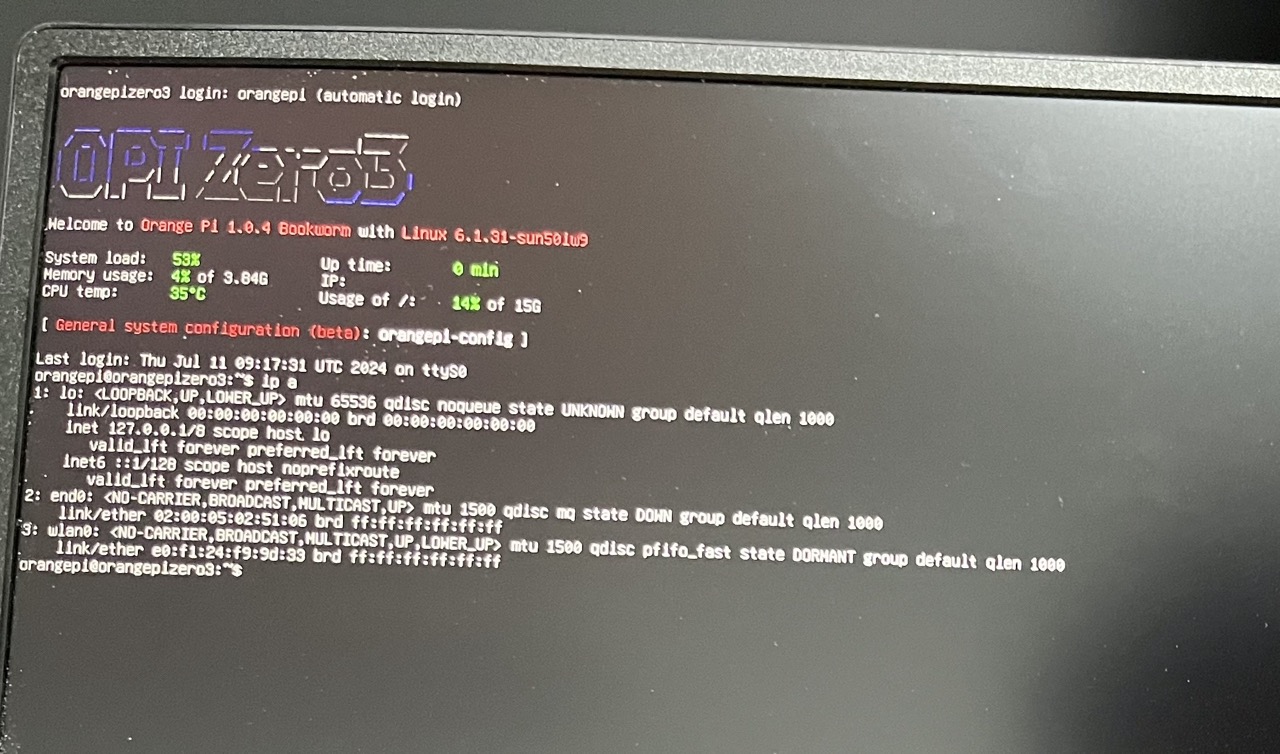 orangepizero3 login: orangepi (automatic login)
OPI Zero3
Welcome to Orange Pi 1.0.4 Bookworm with Linux 6.1.31-sun50iw9
System load: 53% Up time: 0 min
Memory usage: 4% of 3.84G IP:
CPU temp: 35°C Usage of /: 14% of 15G
[ General system configuration (beta): orangepi-config ]
Last login: Thu Jul 11 09:17:31 UTC 2024 on ttyS0
orangepi@orangepizero3:~$ ip a
1: lo: <LOOPBACK,UP,LOWER_UP> mtu 65536 qdisc noqueue state UNKNOWN group default qlen 1000
link/loopback 00:00:00:00:00:00 brd 00:00:00:00:00:00
inet 127.0.0.1/8 scope host lo
valid_lft forever preferred_lft forever
inet6 ::1/128 scope host noprefixroute
valid_lft forever preferred_lft forever
2: end0: <NO-CARRIER,BROADCAST,MULTICAST,UP> mtu 1500 qdisc mq state DOWN group default qlen 1000
link/ether 02:00:05:02:51:06 brd ff:ff:ff:ff:ff:ff
3: wlan0: <NO-CARRIER,BROADCAST,MULTICAST,UP,LOWER_UP> mtu 1500 qdisc pfifo_fast state DORMANT group default qlen 1000
link/ether e0:f1:24:f9:9d:33 brd ff:ff:ff:ff:ff:ff
orangepi@orangepizero3:~$